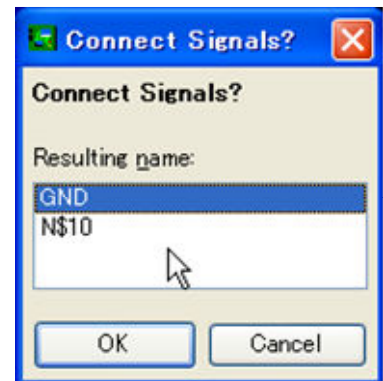 Connect Signals?
Connect Signals?
Resulting name:
GND
N$10
OK
Cancel